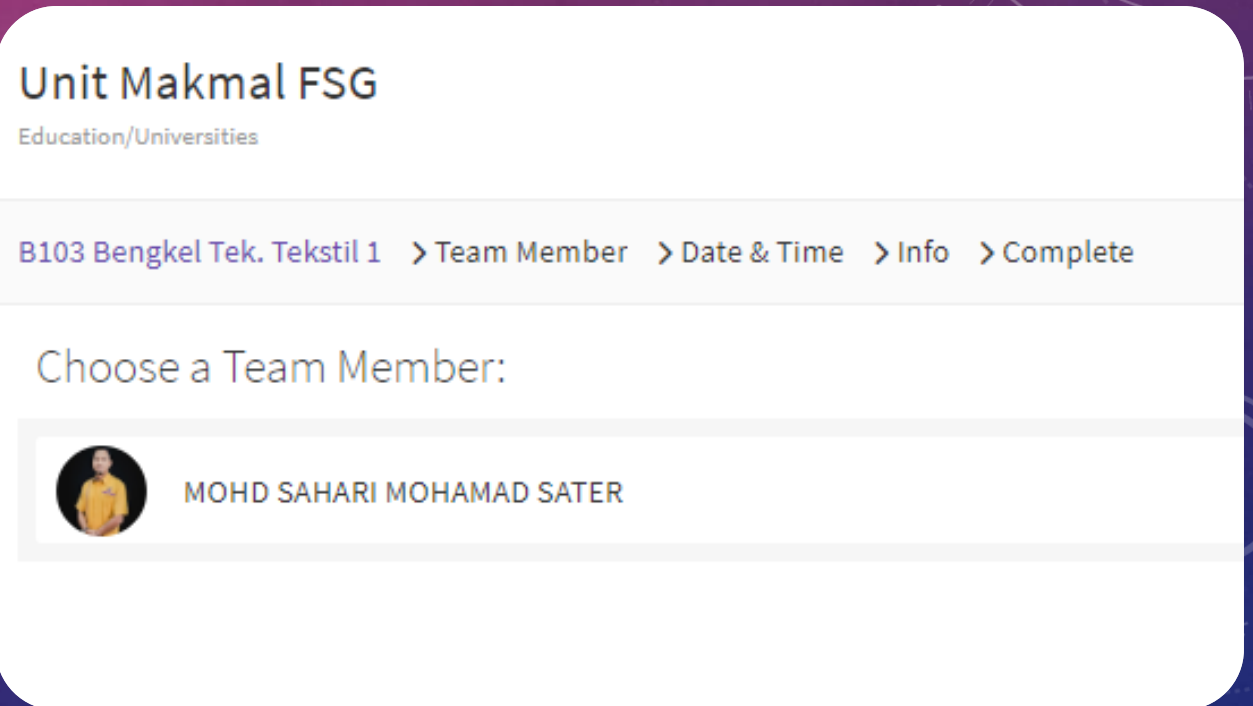 Unit Makmal FSG
Education/Universities
B103 Bengkel Tek. Tekstil 1 > Team Member > Date & Time > Info > Complete
Choose a Team Member:
MOHD SAHARI MOHAMAD SATER